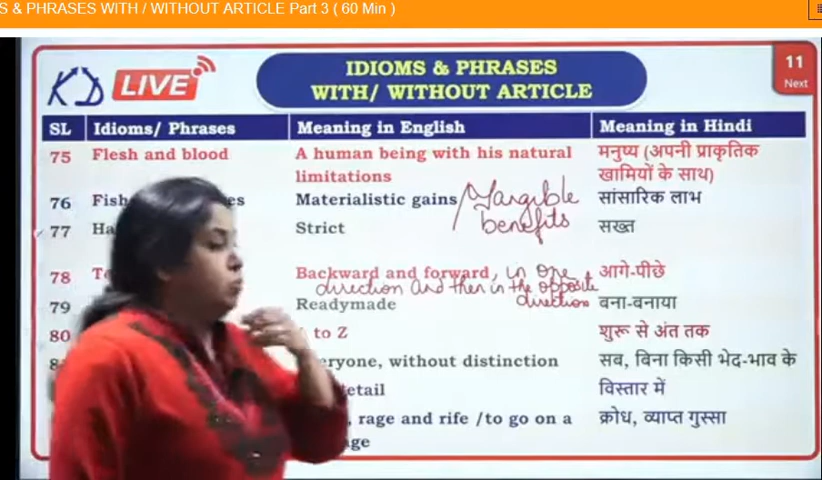 S & PHRASES WITH / WITHOUT ARTICLE Part 3 ( 60 Min )
KD LIVE
IDIOMS & PHRASES
WITH/ WITHOUT ARTICLE
11
Next
SL Idioms/ Phrases Meaning in English Meaning in Hindi
75 Flesh and blood A human being with his natural limitations मनुष्य (अपनी प्राकृतिक खामियों के साथ)
76 Materialistic gains / Tangible benefits सांसारिक लाभ
77 Strict सख्त
78 Backward and forward, in one direction and then in the opposite direction आगे-पीछे
79 Readymade बना-बनाया
80 to Z शुरू से अंत तक
without distinction सब, बिना किसी भेद-भाव के
विस्तार में
rage and rife /to go on a क्रोध, व्याप्त गुस्सा